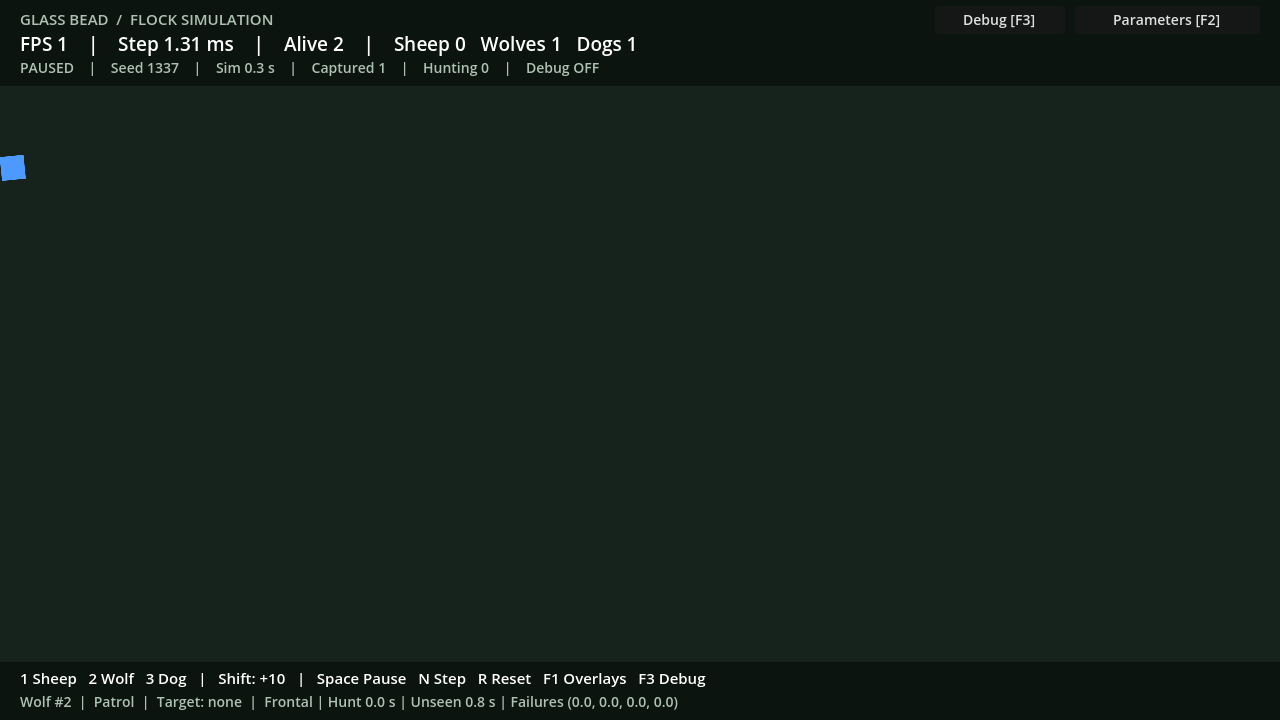 GLASS BEAD / FLOCK SIMULATION
Debug [F3]
Parameters [F2]
FPS 1 | Step 1.31 ms | Alive 2 | Sheep 0 Wolves 1 Dogs 1
PAUSED | Seed 1337 | Sim 0.3 s | Captured 1 | Hunting 0 | Debug OFF
1 Sheep 2 Wolf 3 Dog | Shift: +10 | Space Pause N Step R Reset F1 Overlays F3 Debug
Wolf #2 | Patrol | Target: none | Frontal | Hunt 0.0 s | Unseen 0.8 s | Failures (0.0, 0.0, 0.0, 0.0)